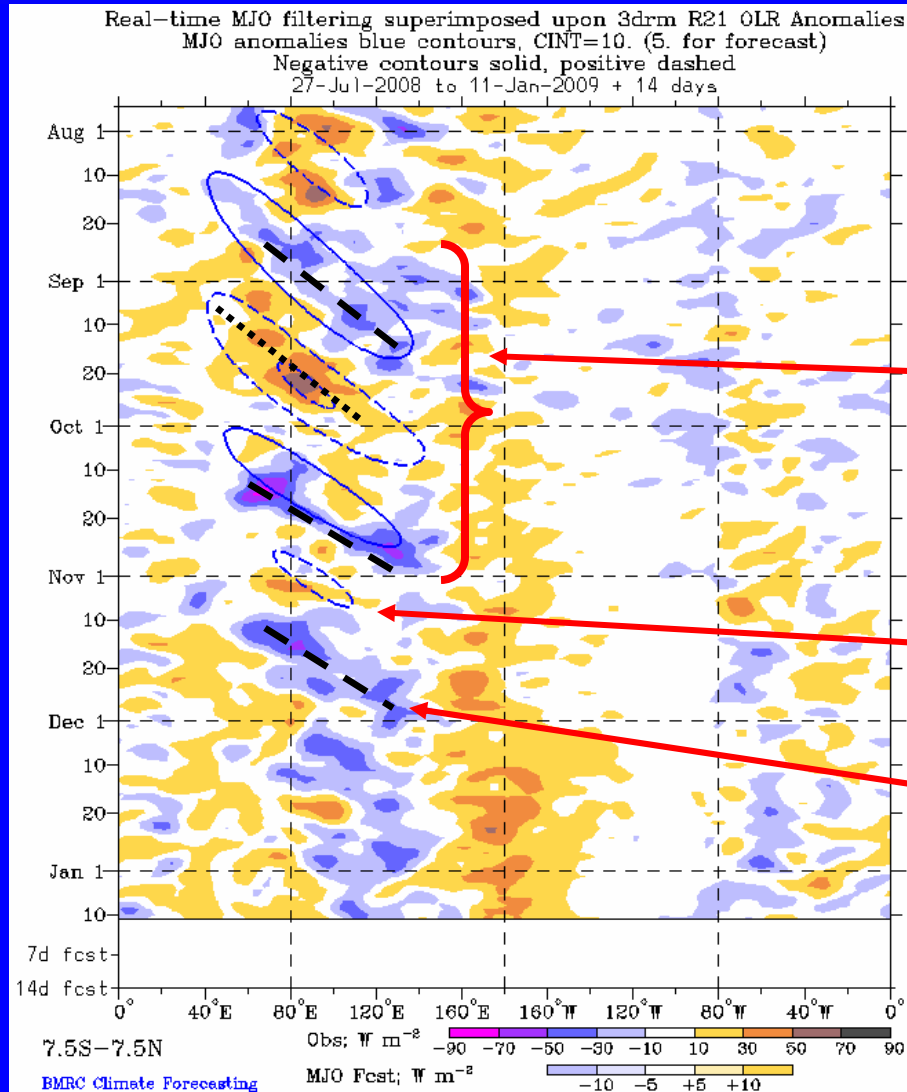 Real-time MJO filtering superimposed upon 3drm R21 OLR Anomalies
MJO anomalies blue contours, CINT=10. (5. for forecast)
Negative contours solid, positive dashed
27-Jul-2008 to 11-Jan-2009 + 14 days
Aug 1
10
20
Sep 1
10
20
Oct 1
10
20
Nov 1
10
20
Dec 1
10
20
Jan 1
10
7d fcst
14d fcst
0° 40°E 80°E 120°E 160°E 160°W 120°W 80°W 40°W 0°
7.5S-7.5N
Obs; W m-2
-90 -70 -50 -30 -10 10 30 50 70 90
BMRC Climate Forecasting
MJO Fcst; W m-2
-10 -5 +5 +10